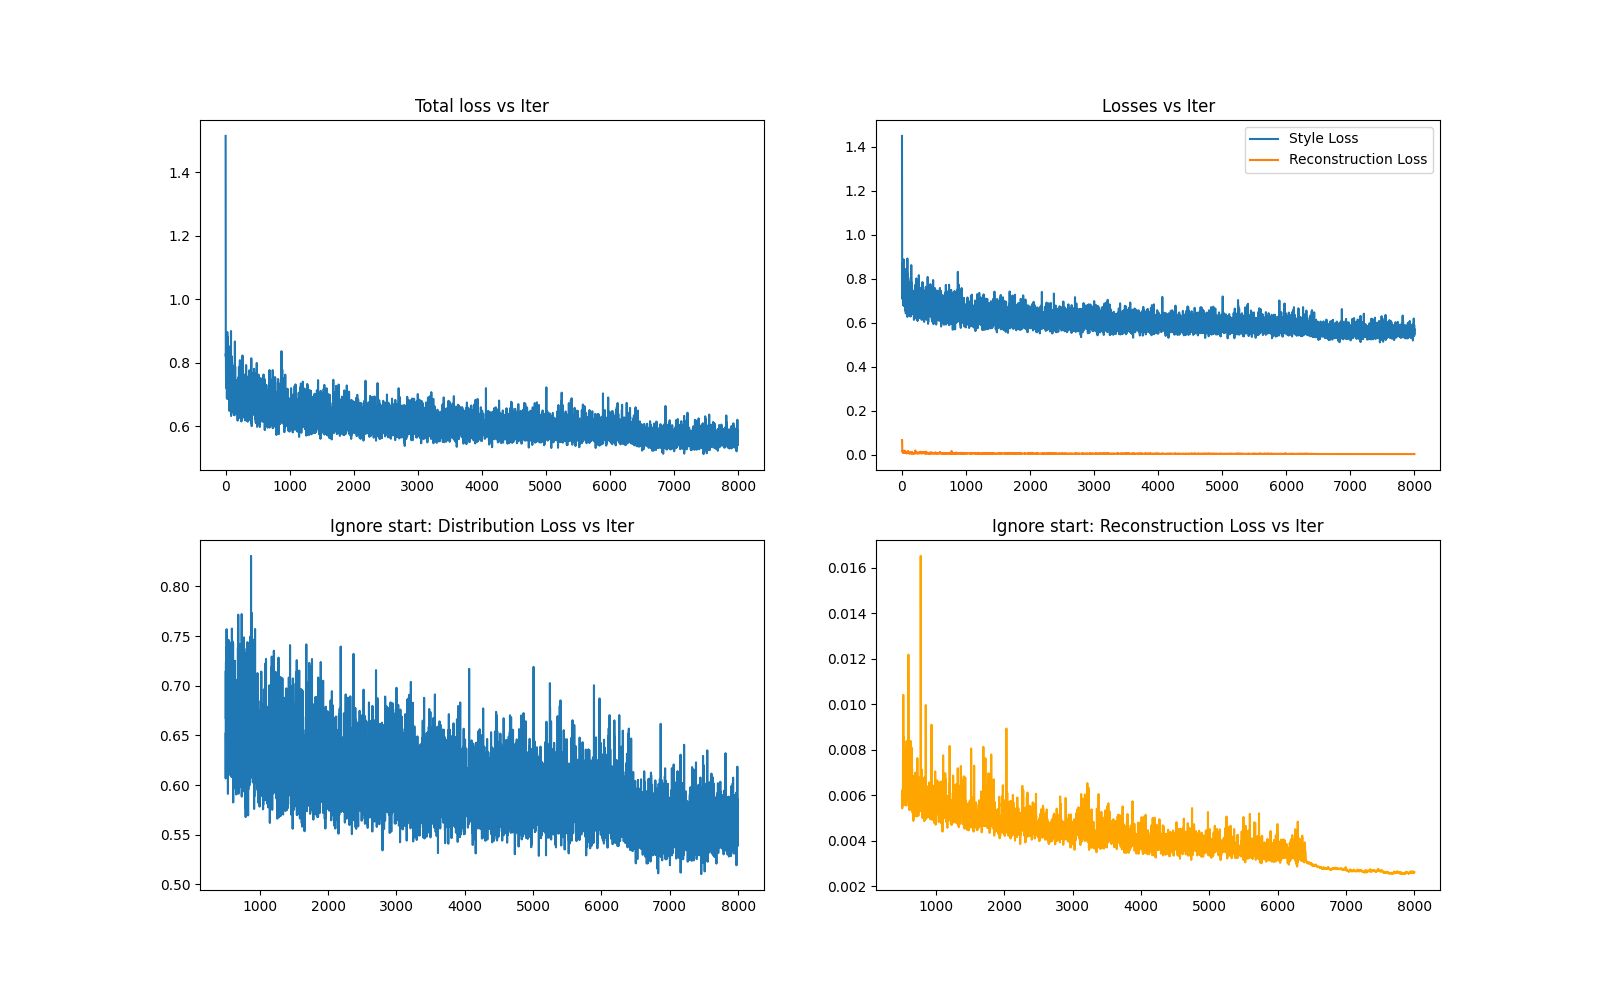 Total loss vs Iter
1.4
1.2
1.0
0.8
0.6
0 1000 2000 3000 4000 5000 6000 7000 8000
Losses vs Iter
Style Loss
Reconstruction Loss
1.4
1.2
1.0
0.8
0.6
0.4
0.2
0.0
0 1000 2000 3000 4000 5000 6000 7000 8000
Ignore start: Distribution Loss vs Iter
0.80
0.75
0.70
0.65
0.60
0.55
0.50
1000 2000 3000 4000 5000 6000 7000 8000
Ignore start: Reconstruction Loss vs Iter
0.016
0.014
0.012
0.010
0.008
0.006
0.004
0.002
1000 2000 3000 4000 5000 6000 7000 8000